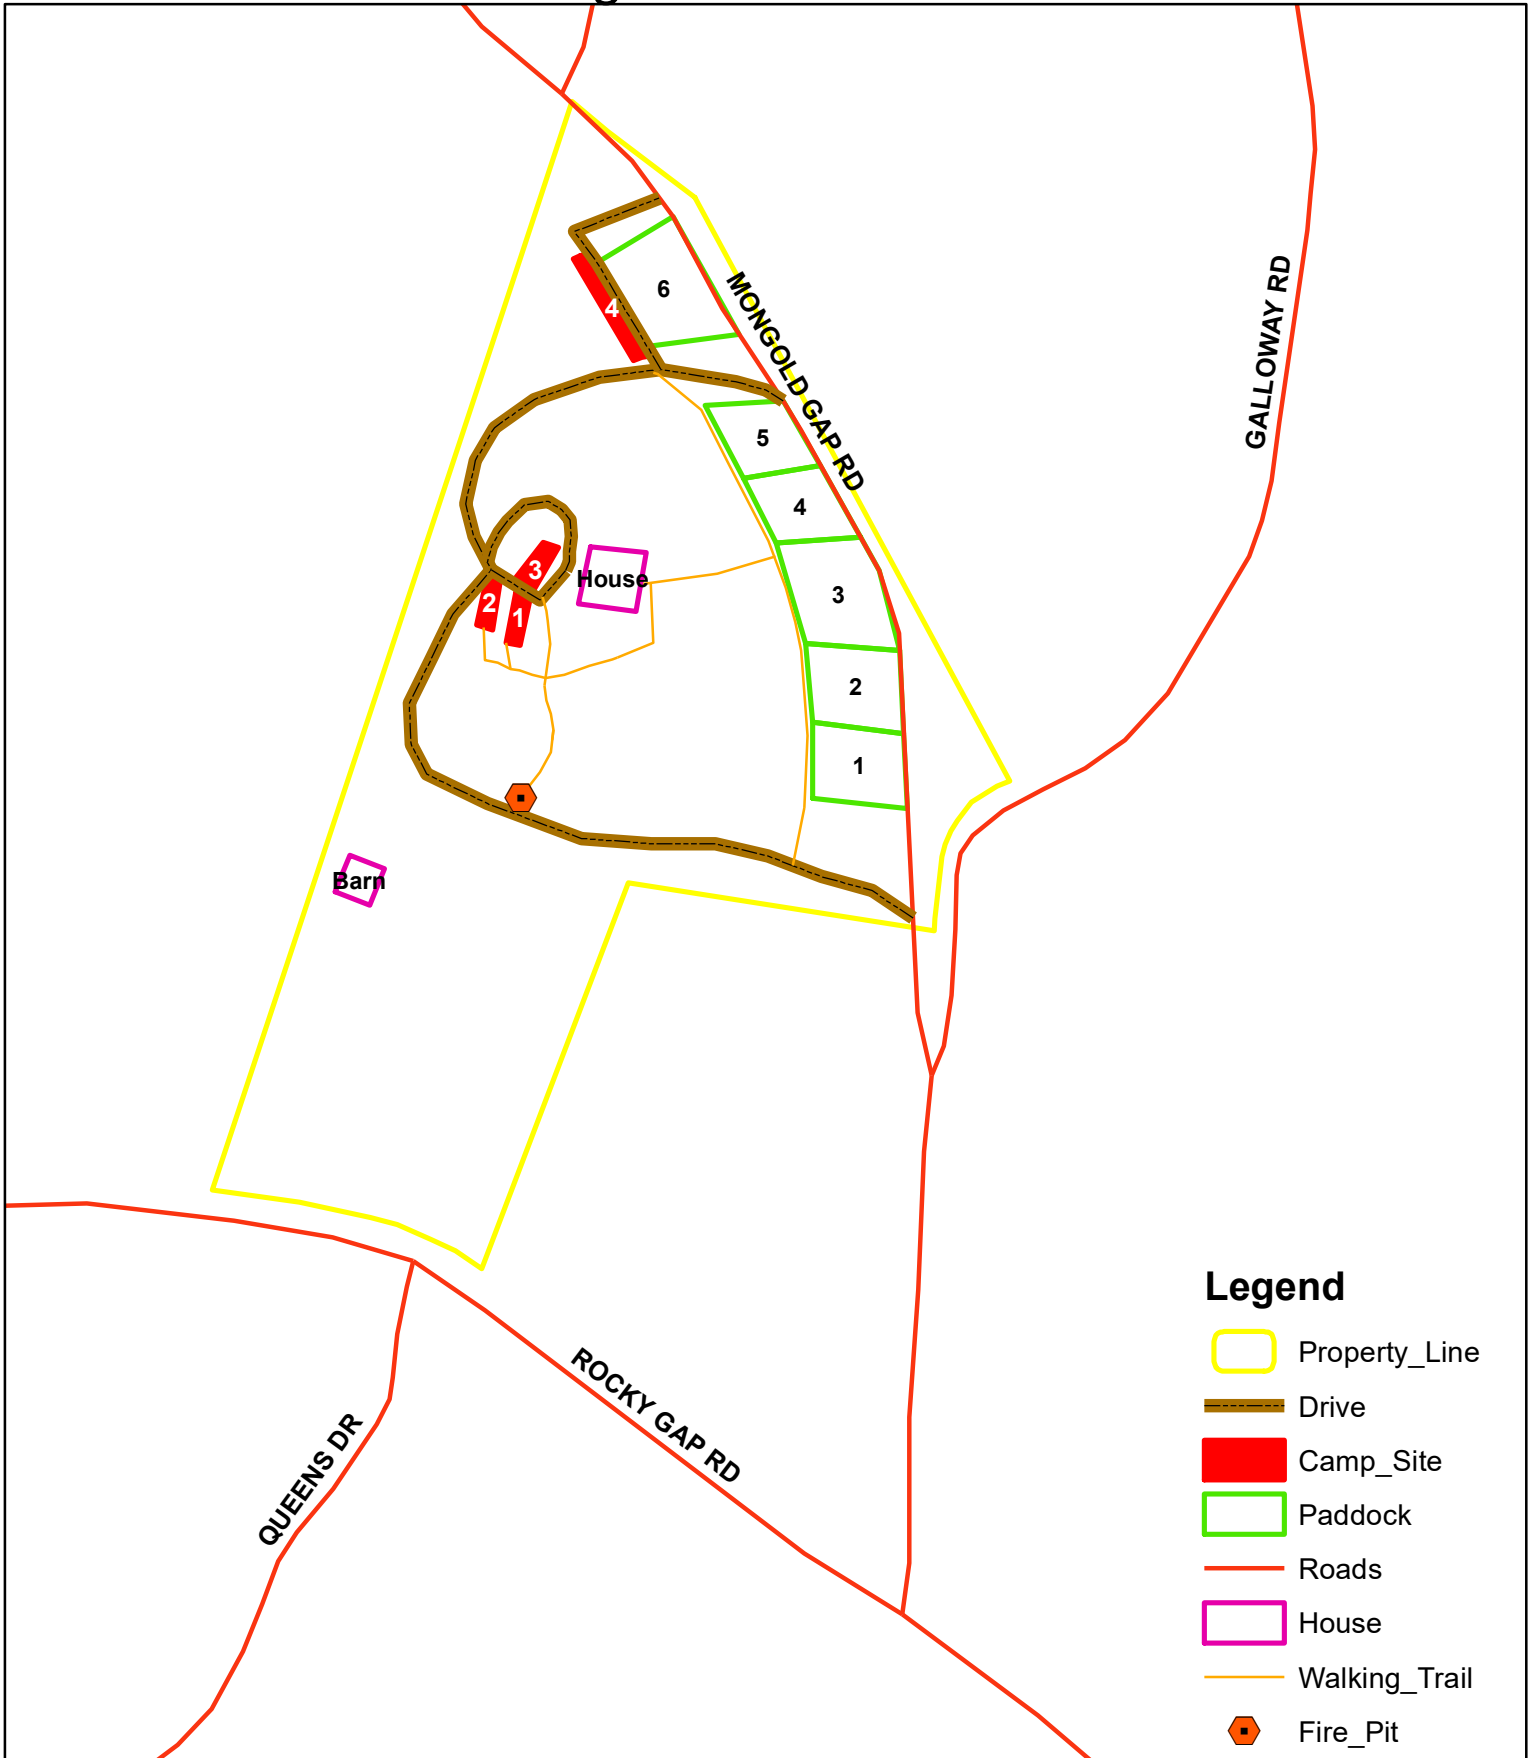 6
4
MONGOLD GAP RD
GALLOWAY RD
5
4
3
House
2
1
3
2
1
Barn
ROCKY GAP RD
QUEENS DR
Legend
Property_Line
Drive
Camp_Site
Paddock
Roads
House
Walking_Trail
Fire_Pit